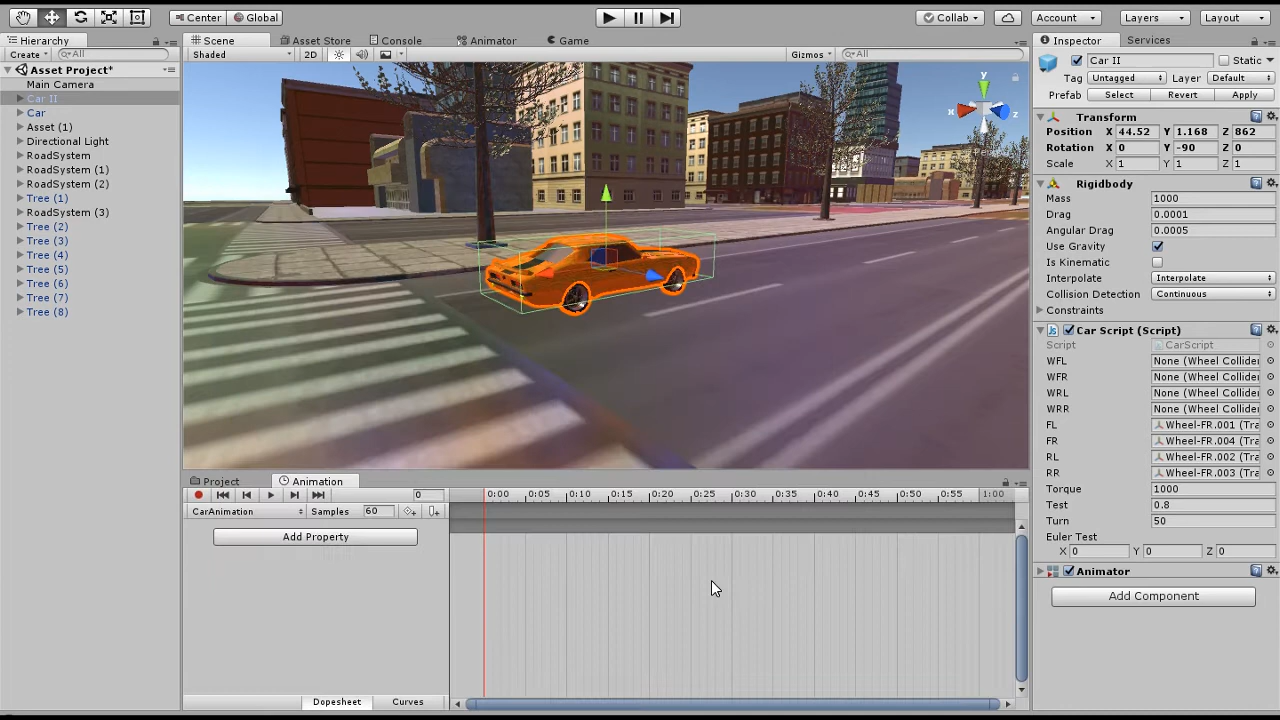 Center Global Collab Account Layers Layout
Hierarchy Scene Asset Store Console Animator Game Inspector Services
Create All Shaded 2D Gizmos All Car II Static
Asset Project* Tag Untagged Layer Default
Main Camera Prefab Select Revert Apply
Car II
Car
Asset (1)
Directional Light
RoadSystem
RoadSystem (1)
RoadSystem (2)
Tree (1)
RoadSystem (3)
Tree (2)
Tree (3)
Tree (4)
Tree (5)
Tree (6)
Tree (7)
Tree (8)
y
x z
Transform
Position X 44.52 Y 1.168 Z 862
Rotation X 0 Y -90 Z 0
Scale X 1 Y 1 Z 1
Rigidbody
Mass 1000
Drag 0.0001
Angular Drag 0.0005
Use Gravity
Is Kinematic
Interpolate Interpolate
Collision Detection Continuous
Constraints
Car Script (Script)
Script CarScript
WFL None (Wheel Collider
WFR None (Wheel Collider
WRL None (Wheel Collider
WRR None (Wheel Collider
FL Wheel-FR.001 (Tra
FR Wheel-FR.004 (Tra
RL Wheel-FR.002 (Tra
RR Wheel-FR.003 (Tra
Torque 1000
Test 0.8
Turn 50
Euler Test
X 0 Y 0 Z 0
Animator
Add Component
Project Animation
0 0:00 0:05 0:10 0:15 0:20 0:25 0:30 0:35 0:40 0:45 0:50 0:55 1:00
CarAnimation Samples 60
Add Property
Dopesheet Curves